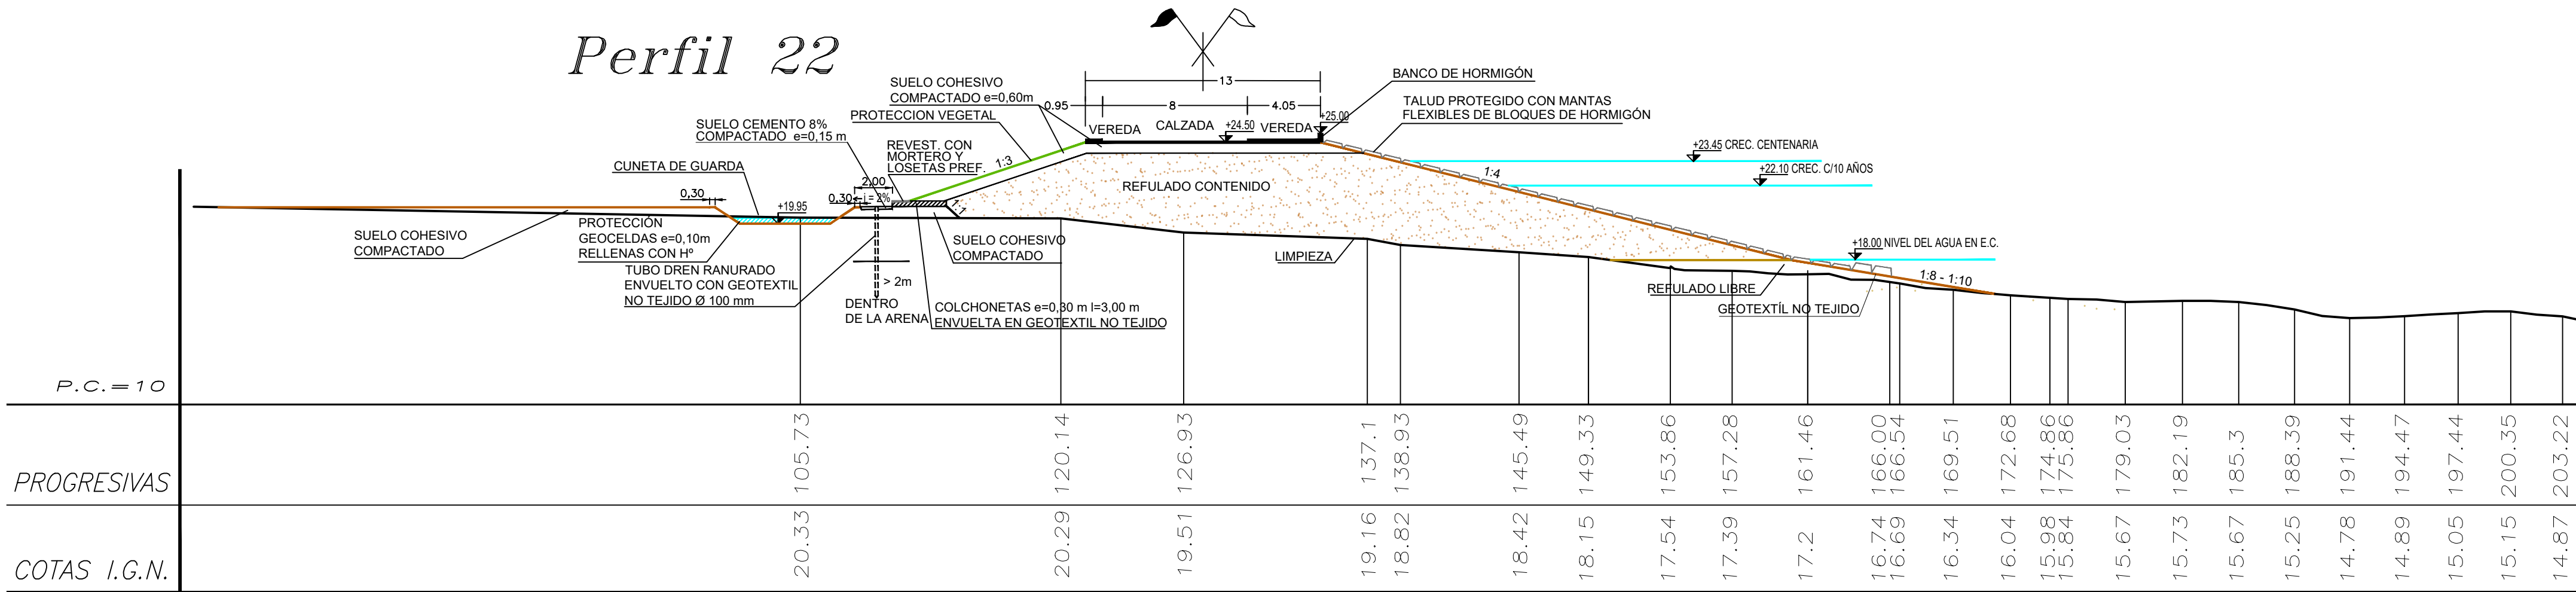 Perfil 22
13
0.95
8
4.05
SUELO COHESIVO
COMPACTADO e=0,60m
PROTECCION VEGETAL
SUELO CEMENTO 8%
COMPACTADO e=0,15 m
REVEST. CON
MORTERO Y
LOSETAS PREF.
CUNETA DE GUARDA
VEREDA
CALZADA
+24.50
VEREDA
+25.00
BANCO DE HORMIGÓN
TALUD PROTEGIDO CON MANTAS
FLEXIBLES DE BLOQUES DE HORMIGÓN
+23.45 CREC. CENTENARIA
+22.10 CREC. C/10 AÑOS
1:3
1:4
2,00
0,30
0,30
i = 2%
+19.95
1:1
REFULADO CONTENIDO
SUELO COHESIVO
COMPACTADO
PROTECCIÓN
GEOCELDAS e=0,10m
RELLENAS CON Hº
TUBO DREN RANURADO
ENVUELTO CON GEOTEXTIL
NO TEJIDO Ø 100 mm
> 2m
DENTRO
DE LA ARENA
SUELO COHESIVO
COMPACTADO
COLCHONETAS e=0,30 m l=3,00 m
ENVUELTA EN GEOTEXTIL NO TEJIDO
LIMPIEZA
+18.00 NIVEL DEL AGUA EN E.C.
1:8 - 1:10
REFULADO LIBRE
GEOTEXTÍL NO TEJIDO
P.C.=10
PROGRESIVAS 105.73 120.14 126.93 137.1 138.93 145.49 149.33 153.86 157.28 161.46 166.00 166.54 169.51 172.68 174.86 175.86 179.03 182.19 185.3 188.39 191.44 194.47 197.44 200.35 203.22
COTAS I.G.N. 20.33 20.29 19.51 19.16 18.82 18.42 18.15 17.54 17.39 17.2 16.74 16.69 16.34 16.04 15.98 15.84 15.67 15.73 15.67 15.25 14.78 14.89 15.05 15.15 14.87